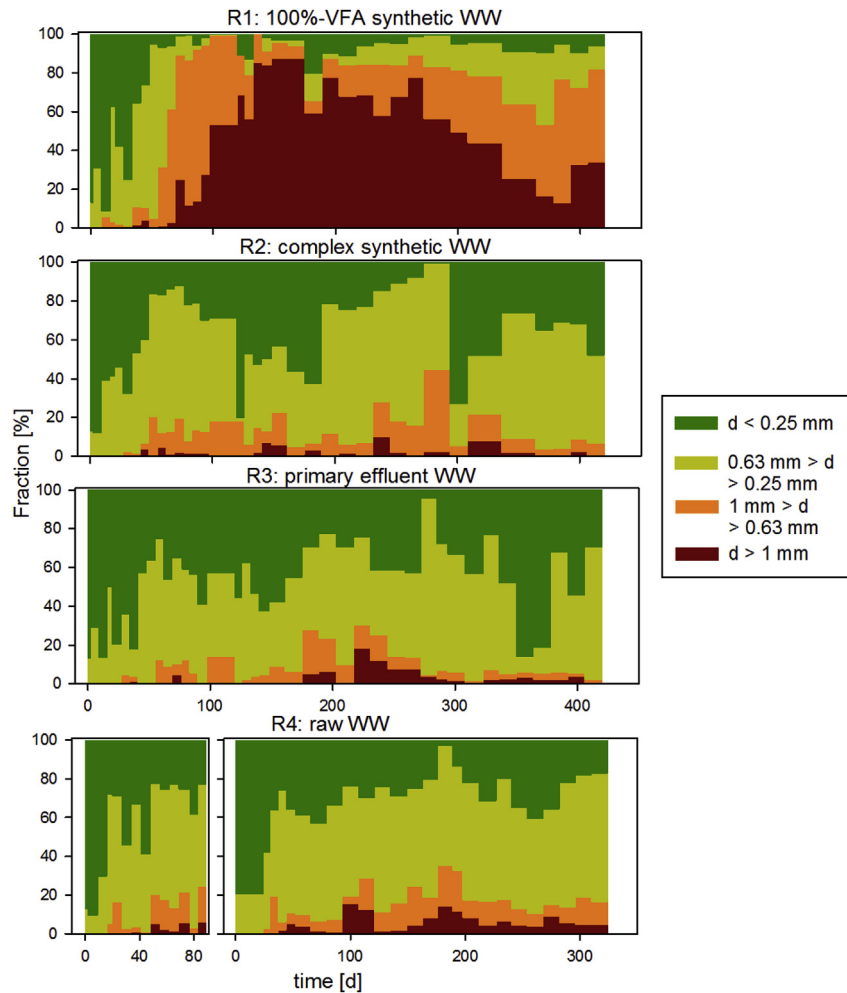 R1: 100%-VFA synthetic WW
100
80
60
40
20
0
R2: complex synthetic WW
100
80
60
40
20
0
Fraction [%]
d < 0.25 mm
0.63 mm > d
> 0.25 mm
1 mm > d
> 0.63 mm
d > 1 mm
R3: primary effluent WW
100
80
60
40
20
0
0 100 200 300 400
R4: raw WW
100
80
60
40
20
0
0 40 80 0 100 200 300
time [d]